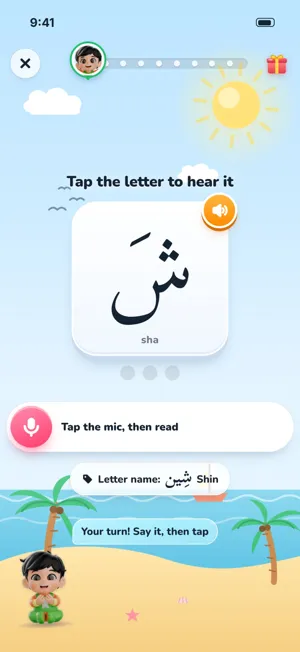 9:41
Tap the letter to hear it
شَ
sha
Tap the mic, then read
Letter name: شِين Shin
Your turn! Say it, then tap